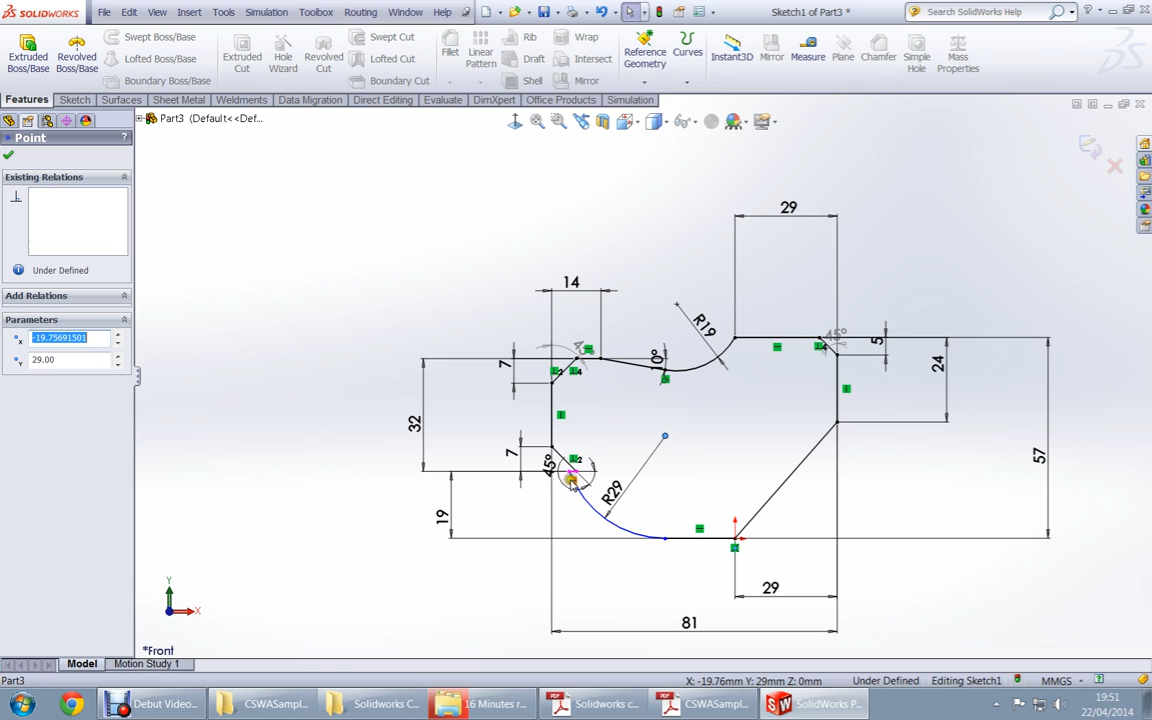 SOLIDWORKS File Edit View Insert Tools Simulation Toolbox Routing Window Help Sketch1 of Part3 * Search SolidWorks Help
Extruded Boss/Base
Revolved Boss/Base
Swept Boss/Base
Lofted Boss/Base
Boundary Boss/Base
Extruded Cut
Hole Wizard
Revolved Cut
Swept Cut
Lofted Cut
Boundary Cut
Fillet
Linear Pattern
Rib
Draft
Shell
Wrap
Intersect
Mirror
Reference Geometry
Curves
Instant3D
Mirror
Measure
Plane
Chamfer
Simple Hole
Mass Properties
Features Sketch Surfaces Sheet Metal Weldments Data Migration Direct Editing Evaluate DimXpert Office Products Simulation
Part3 (Default<<Def...
Point ?
Existing Relations
Under Defined
Add Relations
Parameters
x -19.75691501
y 29.00
29
14
R19
45°
45°
5
10°
7
24
32
7
45°
57
R29
19
29
81
Y
X
*Front
Model Motion Study 1
Part3 X: -19.76mm Y: 29mm Z: 0mm Under Defined Editing Sketch1 MMGS
Debut Video...
CSWASampl...
Solidworks C...
16 Minutes r...
Solidworks c...
CSWASampl...
SolidWorks P...
19:51
22/04/2014